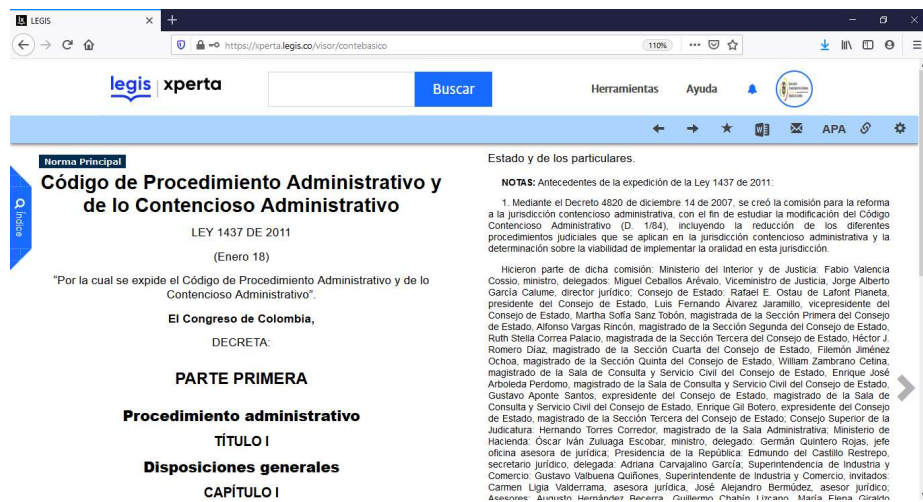 LEGIS
https://xperta.legis.co/visor/contebasico
110%
legis xperta
Buscar
Herramientas
Ayuda
APA
Índice
Norma Principal
Código de Procedimiento Administrativo y
de lo Contencioso Administrativo
LEY 1437 DE 2011
(Enero 18)
"Por la cual se expide el Código de Procedimiento Administrativo y de lo
Contencioso Administrativo".
El Congreso de Colombia,
DECRETA:
PARTE PRIMERA
Procedimiento administrativo
TÍTULO I
Disposiciones generales
CAPÍTULO I
Estado y de los particulares.
NOTAS: Antecedentes de la expedición de la Ley 1437 de 2011:
1. Mediante el Decreto 4820 de diciembre 14 de 2007, se creó la comisión para la reforma
a la jurisdicción contencioso administrativa, con el fin de estudiar la modificación del Código
Contencioso Administrativo (D. 1/84), incluyendo la reducción de los diferentes
procedimientos judiciales que se aplican en la jurisdicción contencioso administrativa y la
determinación sobre la viabilidad de implementar la oralidad en esta jurisdicción.
Hicieron parte de dicha comisión: Ministerio del Interior y de Justicia: Fabio Valencia
Cossio, ministro, delegados: Miguel Ceballos Arévalo, Viceministro de Justicia, Jorge Alberto
García Calume, director jurídico; Consejo de Estado: Rafael E. Ostau de Lafont Pianeta,
presidente del Consejo de Estado, Luis Fernando Álvarez Jaramillo, vicepresidente del
Consejo de Estado, Martha Sofía Sanz Tobón, magistrada de la Sección Primera del Consejo
de Estado, Alfonso Vargas Rincón, magistrado de la Sección Segunda del Consejo de Estado,
Ruth Stella Correa Palacio, magistrada de la Sección Tercera del Consejo de Estado, Héctor J.
Romero Díaz, magistrado de la Sección Cuarta del Consejo de Estado, Filemón Jiménez
Ochoa, magistrado de la Sección Quinta del Consejo de Estado, William Zambrano Cetina,
magistrado de la Sala de Consulta y Servicio Civil del Consejo de Estado, Enrique José
Arboleda Perdomo, magistrado de la Sala de Consulta y Servicio Civil del Consejo de Estado,
Gustavo Aponte Santos, expresidente del Consejo de Estado, magistrado de la Sala de
Consulta y Servicio Civil del Consejo de Estado, Enrique Gil Botero, expresidente del Consejo
de Estado, magistrado de la Sección Tercera del Consejo de Estado; Consejo Superior de la
Judicatura: Hernando Torres Corredor, magistrado de la Sala Administrativa; Ministerio de
Hacienda: Óscar Iván Zuluaga Escobar, ministro, delegado: Germán Quintero Rojas, jefe
oficina asesora de jurídica; Presidencia de la República: Edmundo del Castillo Restrepo,
secretario jurídico, delegada: Adriana Carvajalino García; Superintendencia de Industria y
Comercio: Gustavo Valbuena Quiñones, Superintendente de Industria y Comercio, invitados:
Carmen Ligia Valderrama, asesora jurídica, José Alejandro Bermúdez, asesor jurídico;
Asesores: Augusto Hernández Becerra, Guillermo Chahín Lizcano, María Elena Giraldo